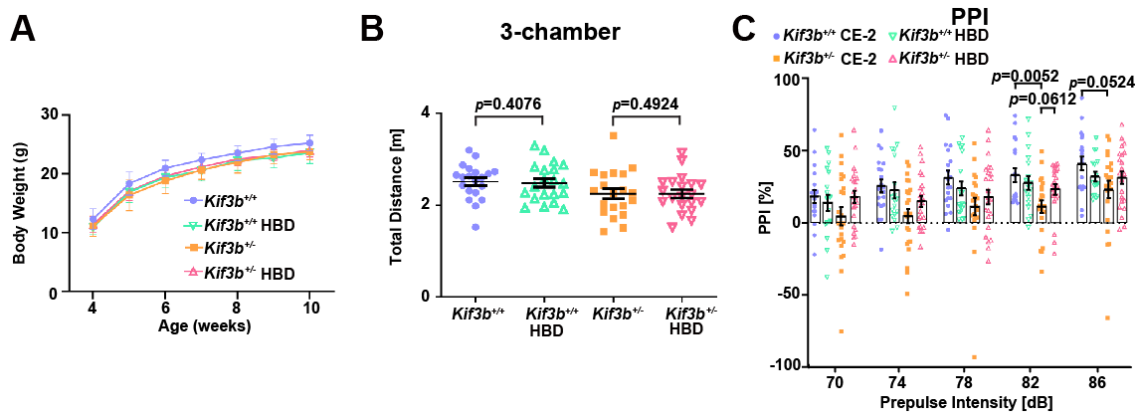 A
Body Weight (g)
30
20
10
0
4
6
8
10
Age (weeks)
Kif3b+/+
Kif3b+/+ HBD
Kif3b+/-
Kif3b+/- HBD
B
3-chamber
Total Distance [m]
4
2
0
p=0.4076
p=0.4924
Kif3b+/+
Kif3b+/+
HBD
Kif3b+/-
Kif3b+/-
HBD
C
PPI
Kif3b+/+ CE-2
Kif3b+/+ HBD
Kif3b+/- CE-2
Kif3b+/- HBD
PPI [%]
100
50
0
-50
-100
p=0.0052
p=0.0524
p=0.0612
70
74
78
82
86
Prepulse Intensity [dB]